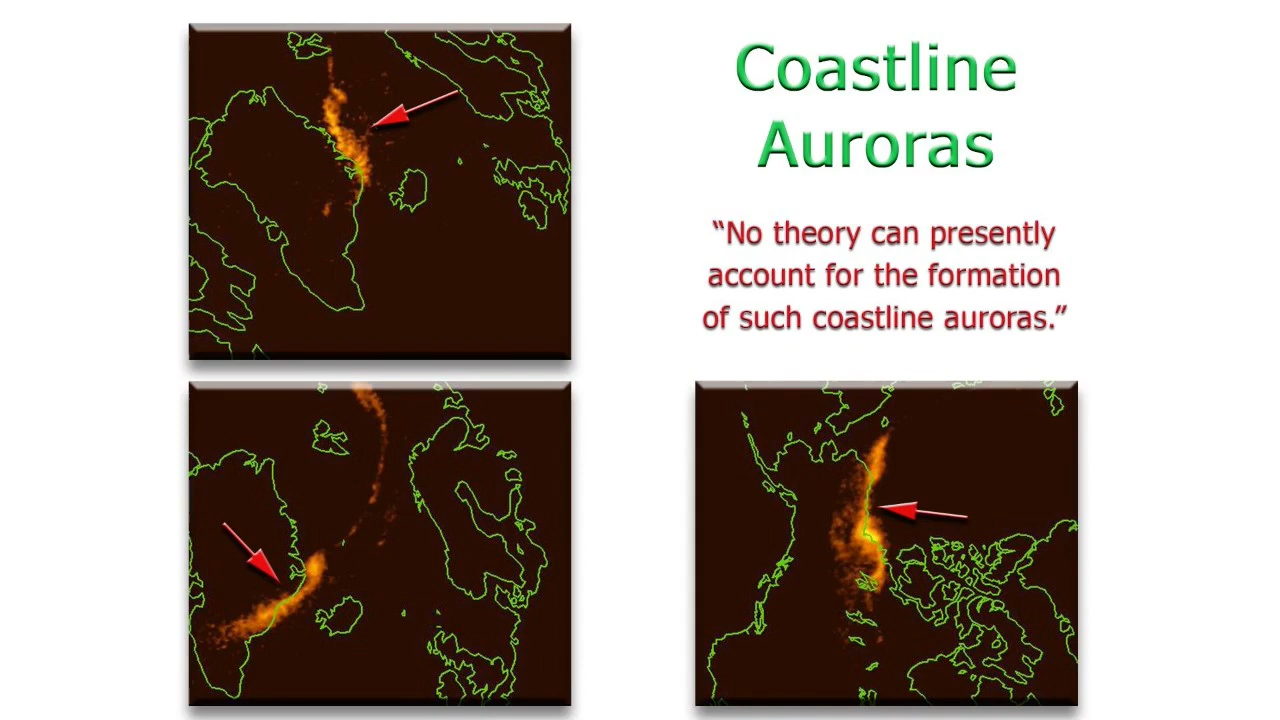 Coastline
Auroras
“No theory can presently
account for the formation
of such coastline auroras.”